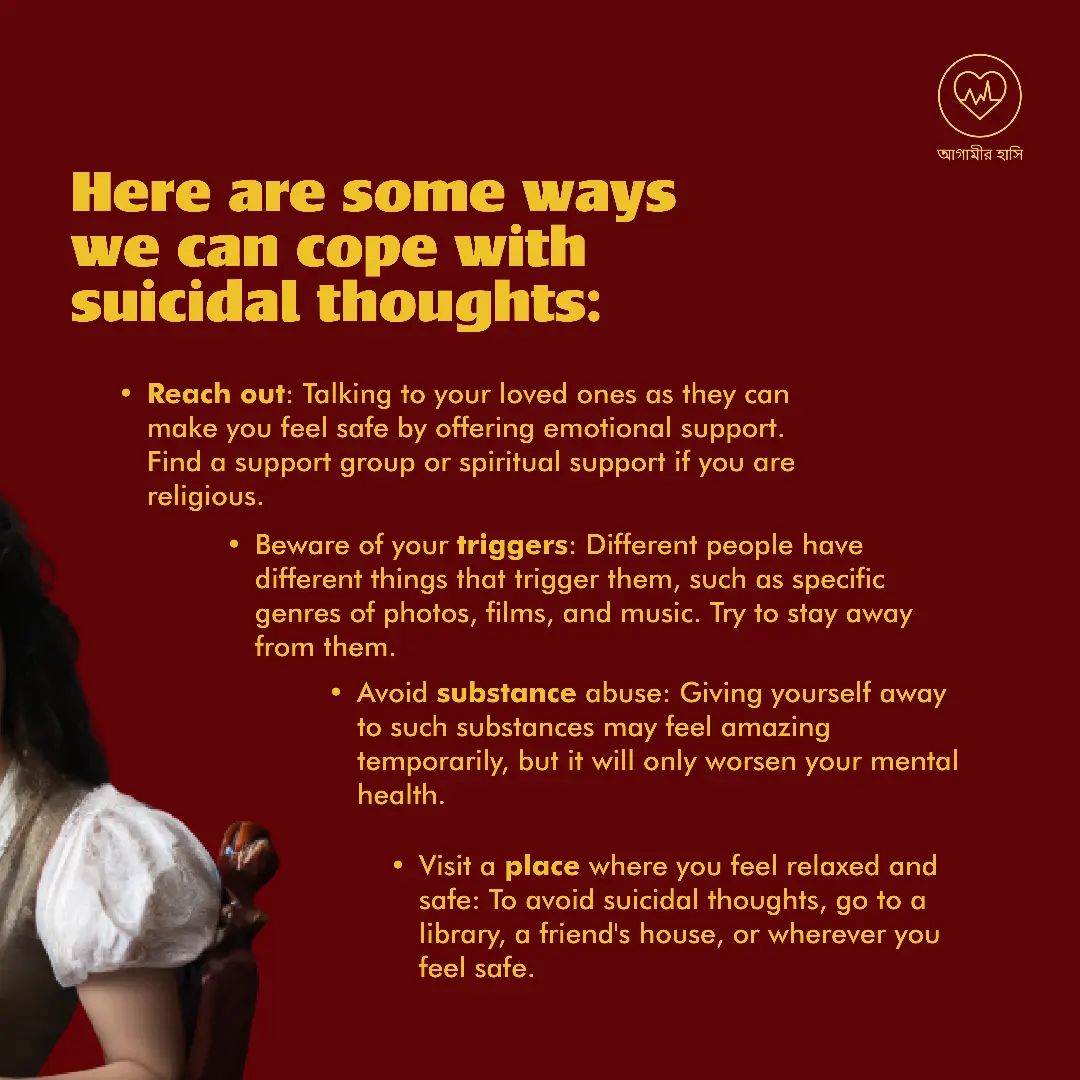 আগামীর হাসি
Here are some ways
we can cope with
suicidal thoughts:
• Reach out: Talking to your loved ones as they can
make you feel safe by offering emotional support.
Find a support group or spiritual support if you are
religious.
• Beware of your triggers: Different people have
different things that trigger them, such as specific
genres of photos, films, and music. Try to stay away
from them.
• Avoid substance abuse: Giving yourself away
to such substances may feel amazing
temporarily, but it will only worsen your mental
health.
• Visit a place where you feel relaxed and
safe: To avoid suicidal thoughts, go to a
library, a friend's house, or wherever you
feel safe.